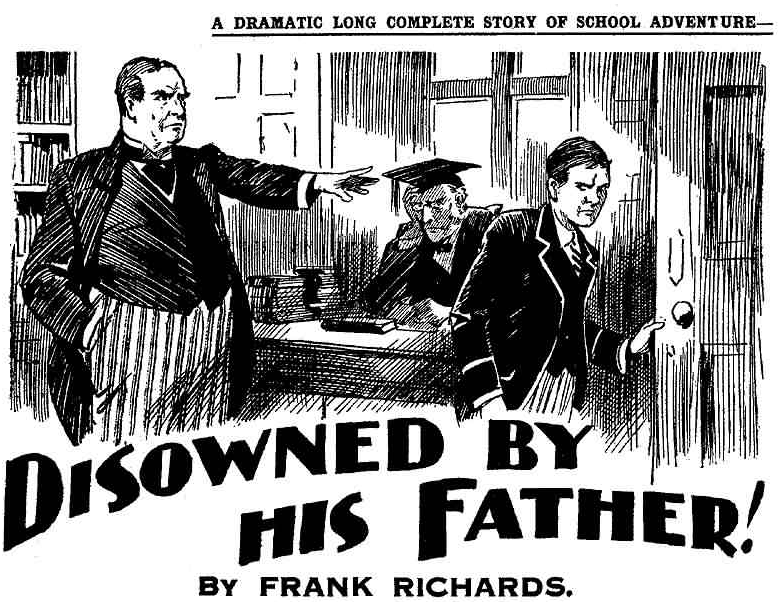 A DRAMATIC LONG COMPLETE STORY OF SCHOOL ADVENTURE—
DISOWNED BY
HIS FATHER!
BY FRANK RICHARDS.